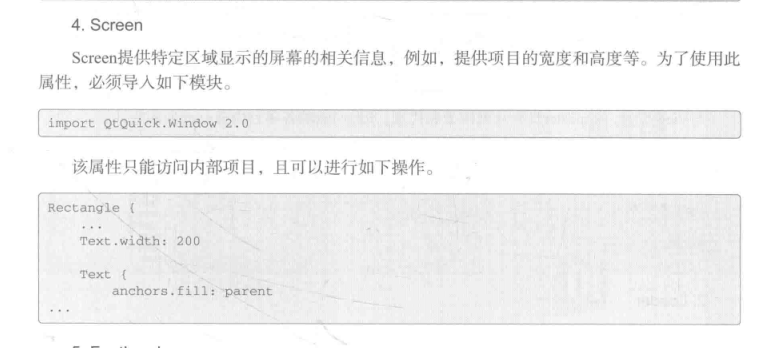 4. Screen
Screen提供特定区域显示的屏幕的相关信息，例如，提供项目的宽度和高度等。为了使用此
属性，必须导入如下模块。
import QtQuick.Window 2.0
该属性只能访问内部项目，且可以进行如下操作。
Rectangle {
...
Text.width: 200
Text {
anchors.fill: parent
...